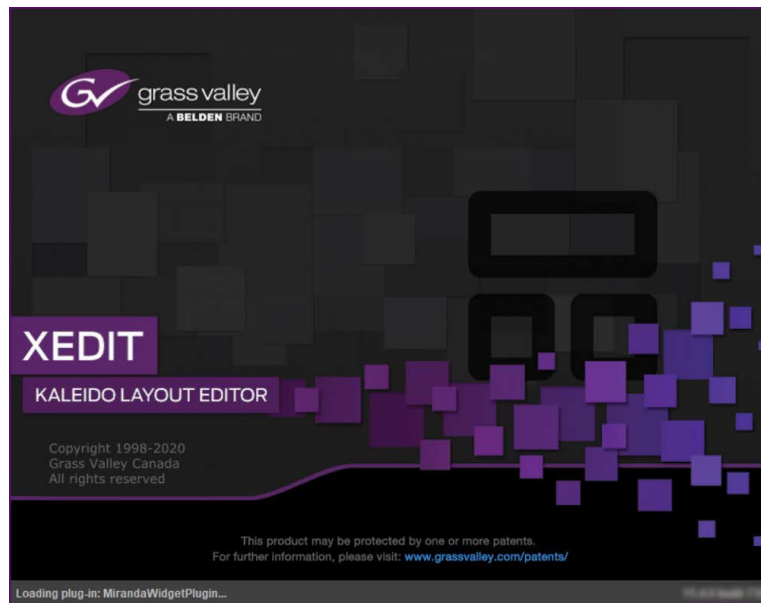 GV grass valley
A BELDEN BRAND
XEDIT
KALEIDO LAYOUT EDITOR
Copyright 1998-2020
Grass Valley Canada
All rights reserved
This product may be protected by one or more patents.
For further information, please visit: www.grassvalley.com/patents/
Loading plug-in: MirandaWidgetPlugin...